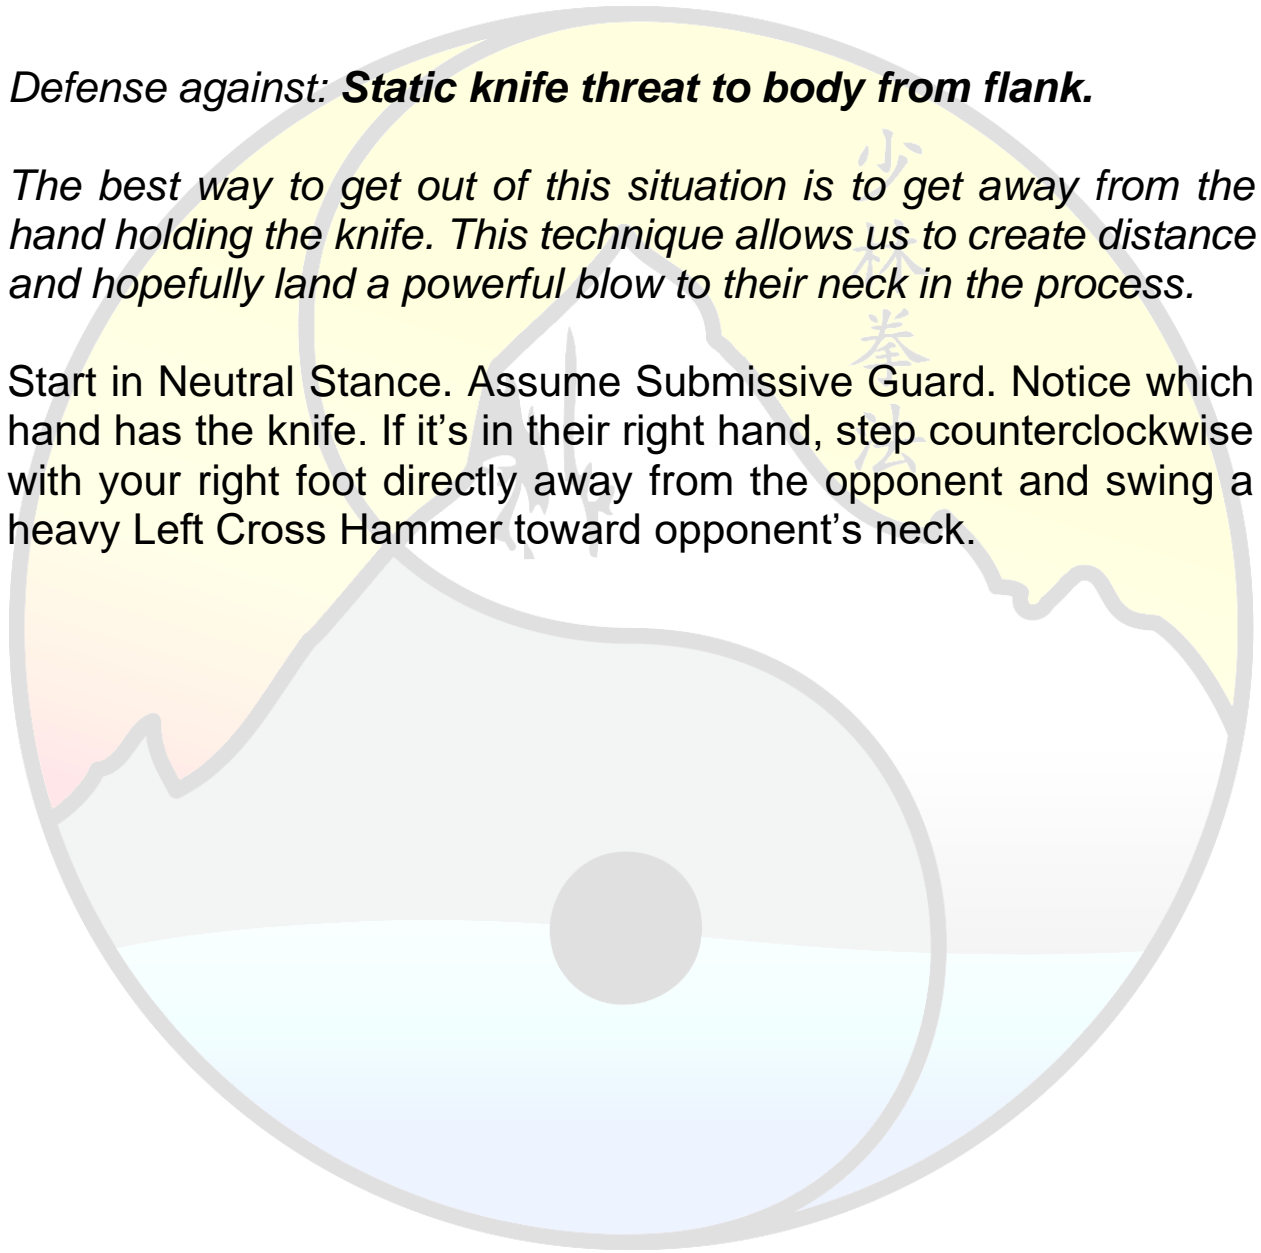 Defense against: Static knife threat to body from flank.
The best way to get out of this situation is to get away from the
hand holding the knife. This technique allows us to create distance
and hopefully land a powerful blow to their neck in the process.
Start in Neutral Stance. Assume Submissive Guard. Notice which
hand has the knife. If it’s in their right hand, step counterclockwise
with your right foot directly away from the opponent and swing a
heavy Left Cross Hammer toward opponent’s neck.
少
林
拳
法